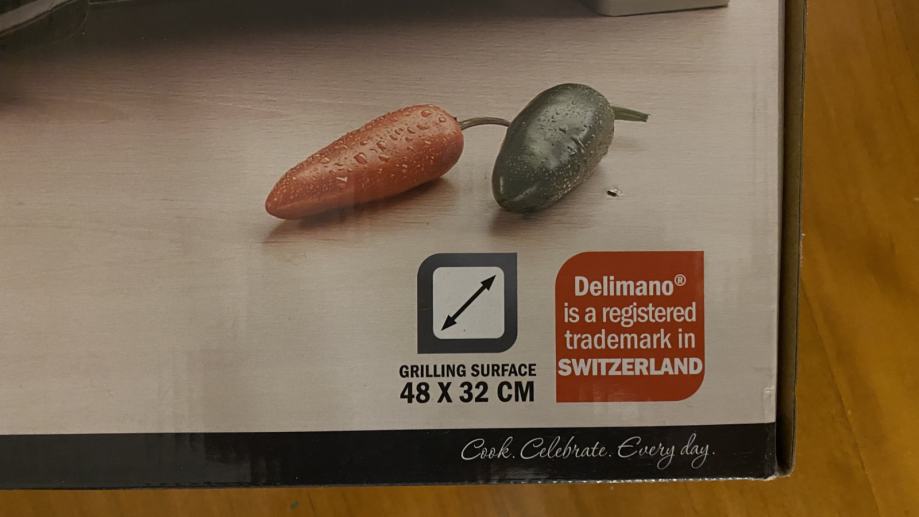 GRILLING SURFACE
48 X 32 CM
Delimano®
is a registered
trademark in
SWITZERLAND
Cook. Celebrate. Every day.